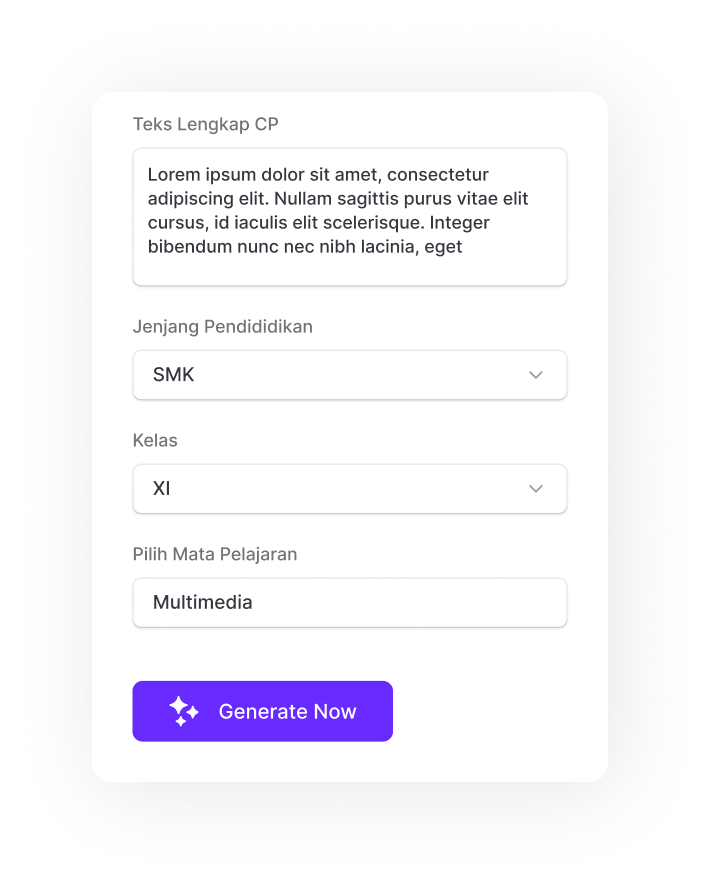 Teks Lengkap CP
Lorem ipsum dolor sit amet, consectetur
adipiscing elit. Nullam sagittis purus vitae elit
cursus, id iaculis elit scelerisque. Integer
bibendum nunc nec nibh lacinia, eget
Jenjang Pendididikan
SMK
Kelas
XI
Pilih Mata Pelajaran
Multimedia
Generate Now